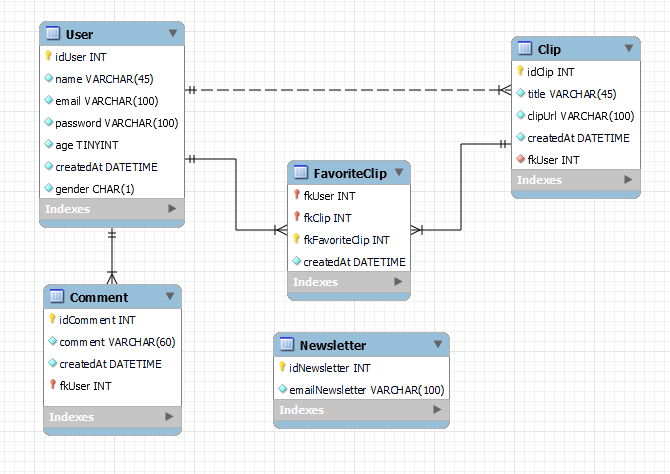 User
idUser INT
name VARCHAR(45)
email VARCHAR(100)
password VARCHAR(100)
age TINYINT
createdAt DATETIME
gender CHAR(1)
Indexes
Clip
idClip INT
title VARCHAR(45)
clipUrl VARCHAR(100)
createdAt DATETIME
fkUser INT
Indexes
FavoriteClip
fkUser INT
fkClip INT
fkFavoriteClip INT
createdAt DATETIME
Indexes
Comment
idComment INT
comment VARCHAR(60)
createdAt DATETIME
fkUser INT
Indexes
Newsletter
idNewsletter INT
emailNewsletter VARCHAR(100)
Indexes